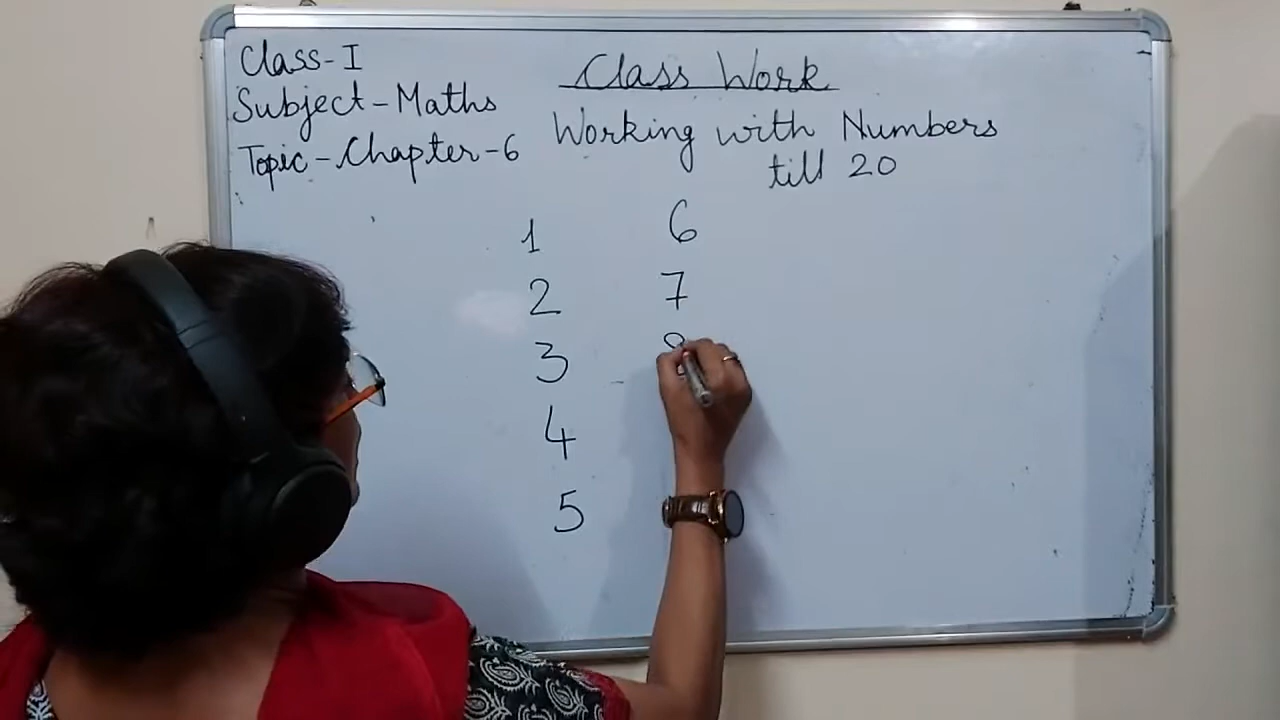 Class-I
Subject-Maths
Topic-Chapter-6
Class Work
Working with Numbers
till 20
1 6
2 7
3 8
4
5